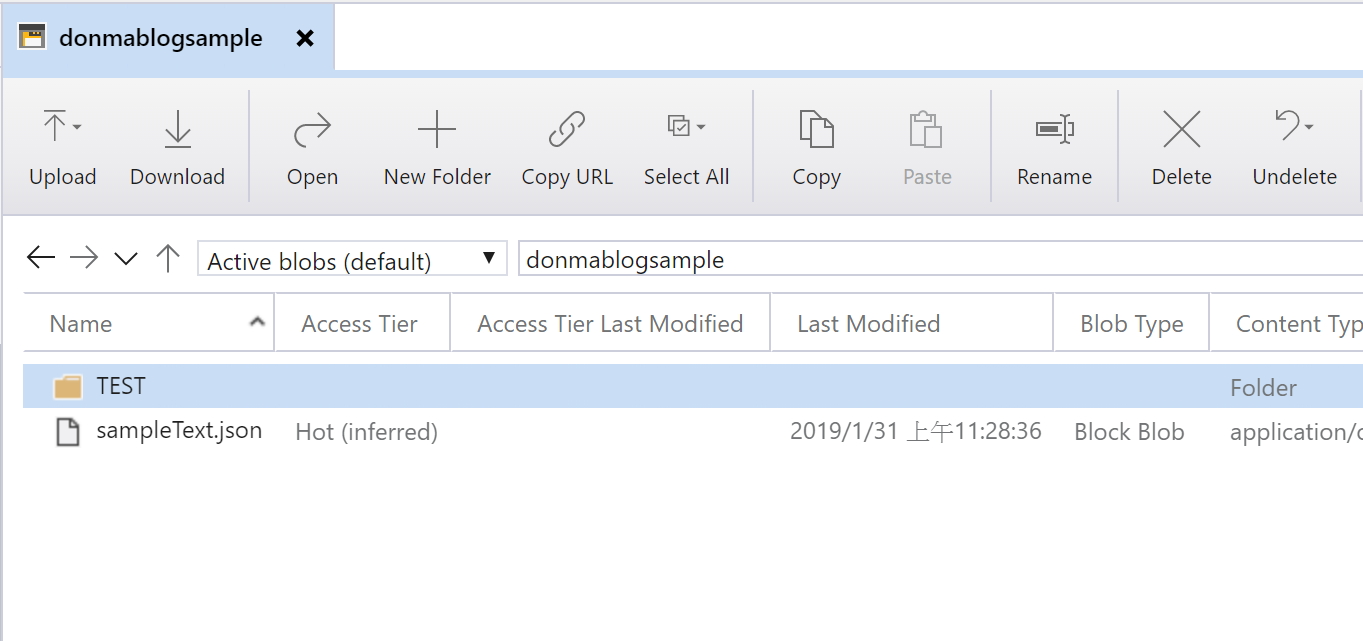 donmablogsample
Upload Download Open New Folder Copy URL Select All Copy Paste Rename Delete Undelete
Active blobs (default) donmablogsample
Name Access Tier Access Tier Last Modified Last Modified Blob Type Content Typ
TEST Folder
sampleText.json Hot (inferred) 2019/1/31 上午11:28:36 Block Blob application/